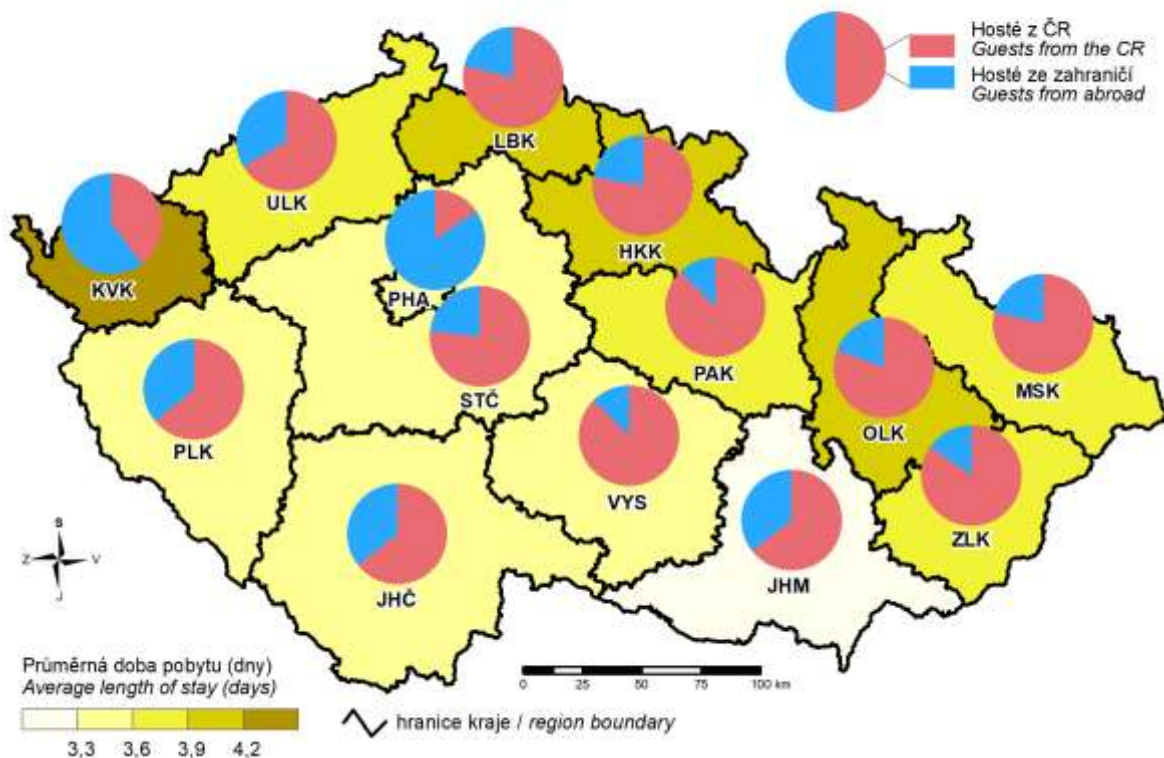 Hosté z ČR
Guests from the CR
Hosté ze zahraničí
Guests from abroad
LBK
ULK
HKK
KVK
PHA
PAK
MSK
STČ
OLK
PLK
VYS
ZLK
JHČ
JHM
S
Z V
J
Průměrná doba pobytu (dny)
Average length of stay (days)
3,3 3,6 3,9 4,2
hranice kraje / region boundary
0 25 50 75 100 km